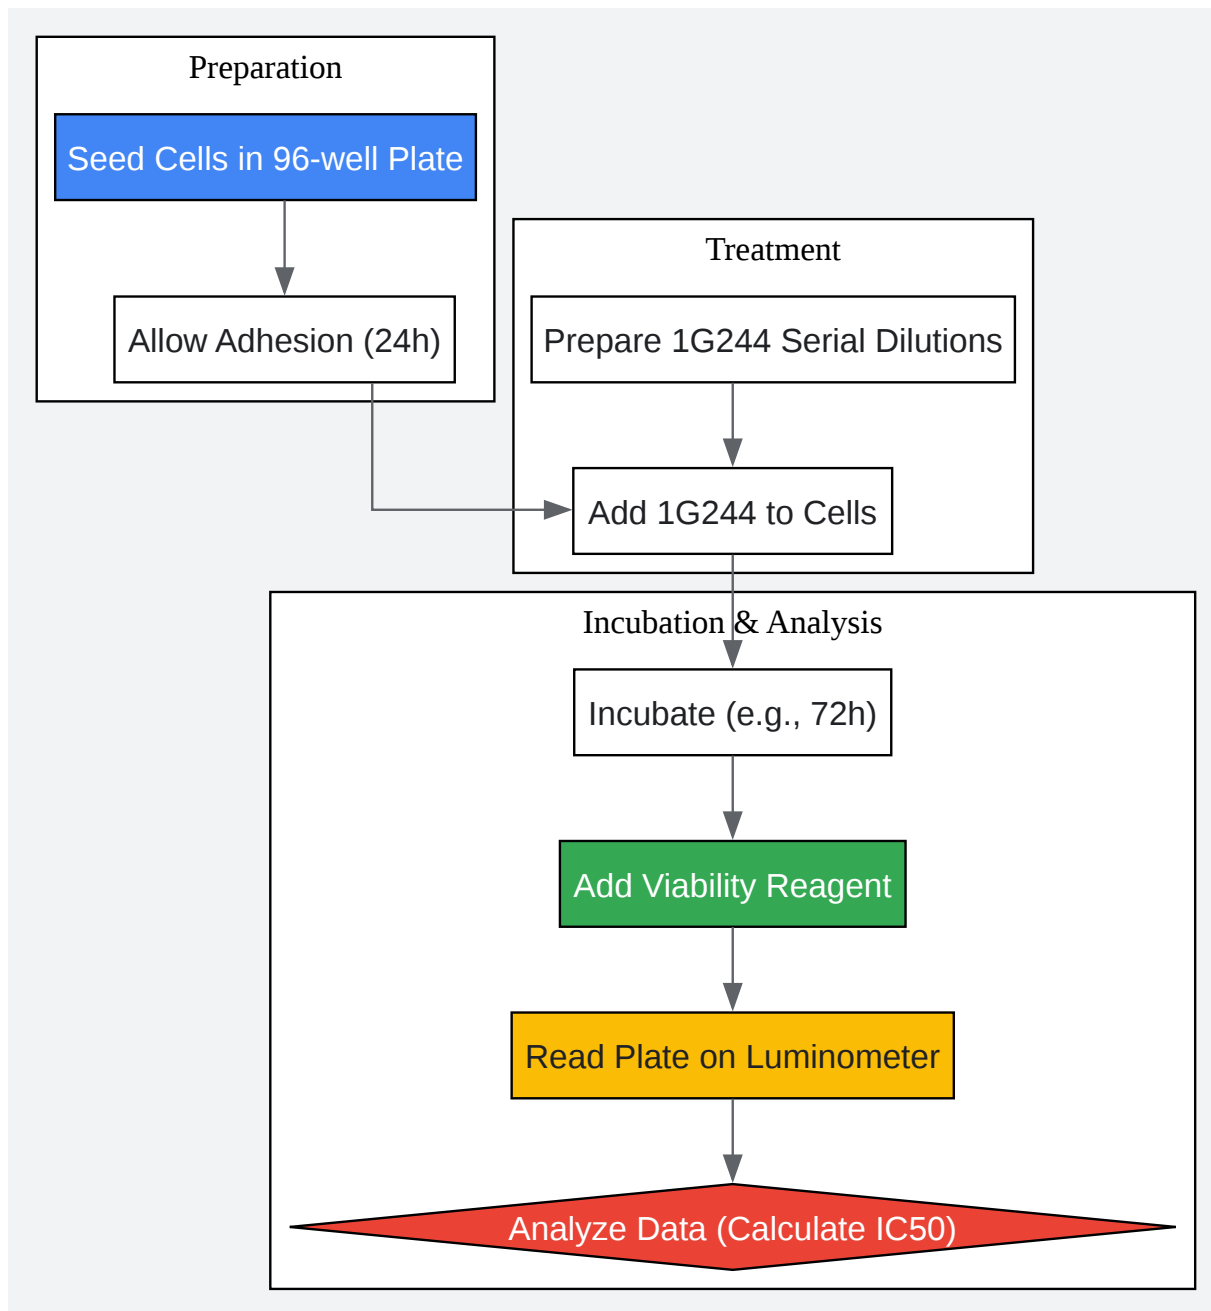 Preparation
Seed Cells in 96-well Plate
Allow Adhesion (24h)
Treatment
Prepare 1G244 Serial Dilutions
Add 1G244 to Cells
Incubation & Analysis
Incubate (e.g., 72h)
Add Viability Reagent
Read Plate on Luminometer
Analyze Data (Calculate IC50)